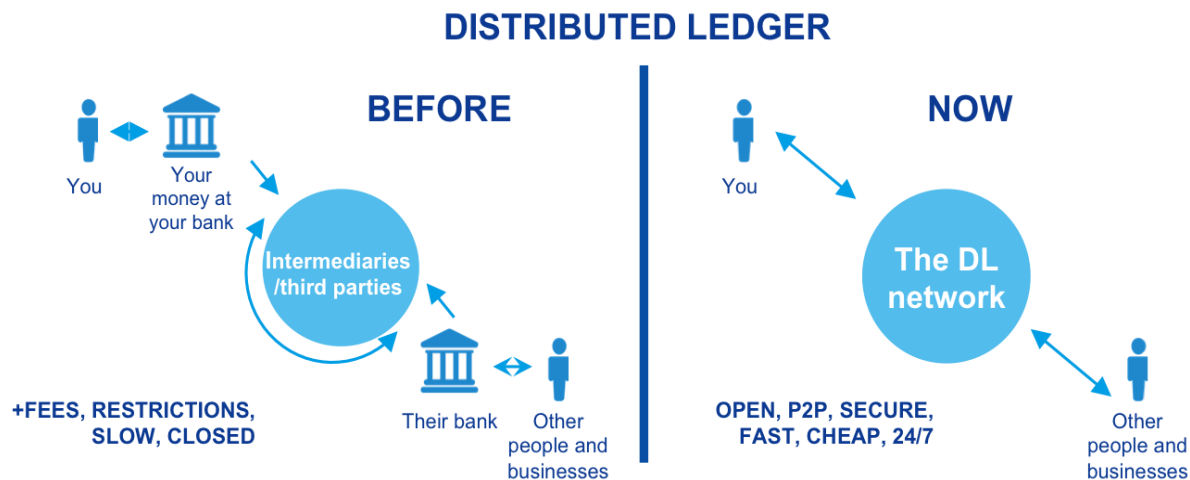 DISTRIBUTED LEDGER
BEFORE
You
Your
money at
your bank
Intermediaries
/third parties
Their bank
Other
people and
businesses
+FEES, RESTRICTIONS,
SLOW, CLOSED
NOW
You
The DL
network
Other
people and
businesses
OPEN, P2P, SECURE,
FAST, CHEAP, 24/7